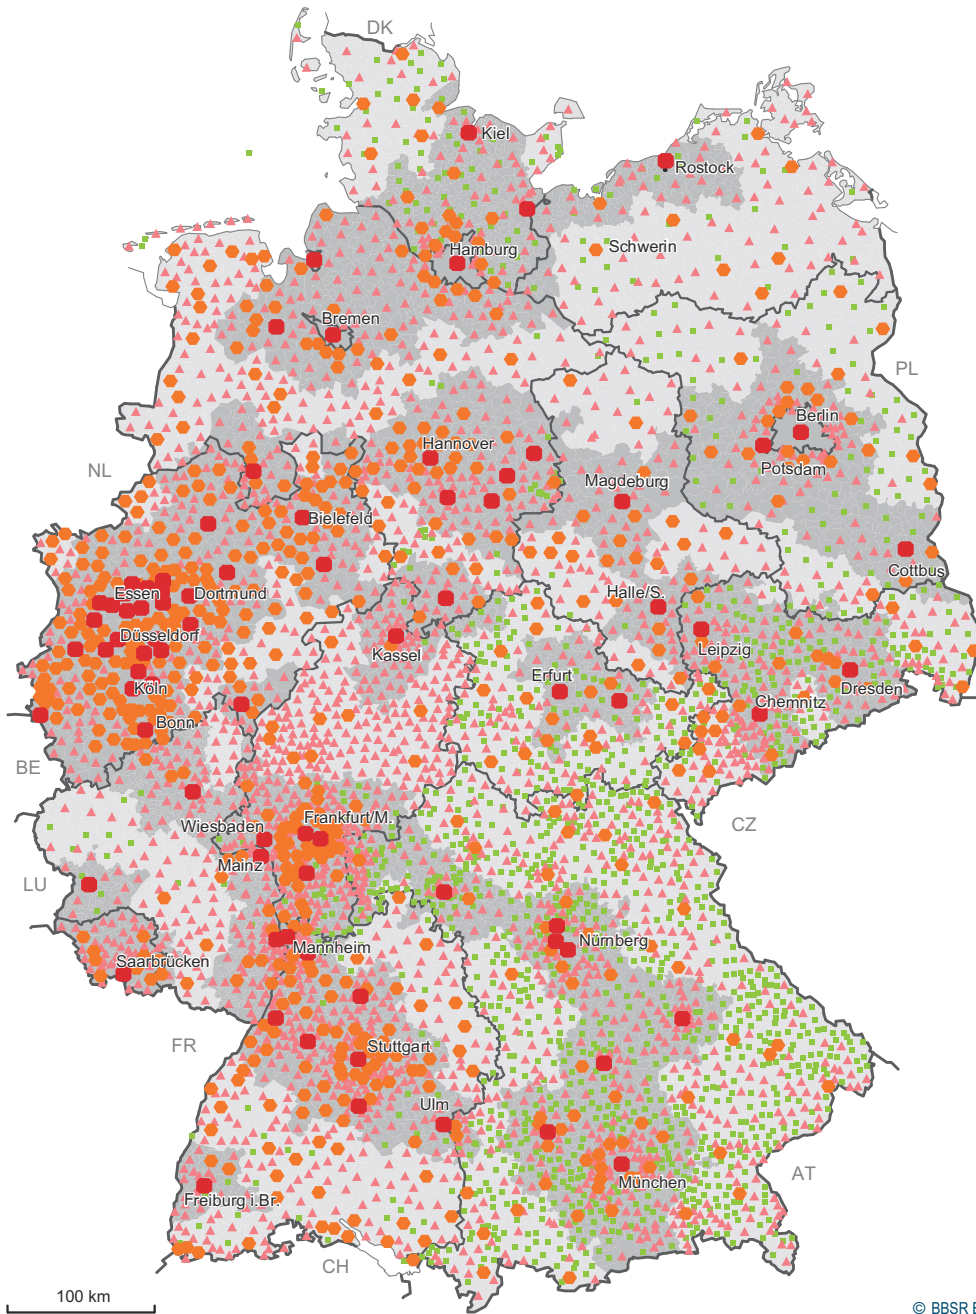 DK
Kiel
Rostock
Hamburg
Schwerin
Bremen
PL
Berlin
Hannover
NL
Potsdam
Magdeburg
Bielefeld
Cottbus
Essen
Dortmund
Halle/S.
Düsseldorf
Leipzig
Kassel
Erfurt
Köln
Dresden
Chemnitz
Bonn
BE
Frankfurt/M.
Wiesbaden
CZ
Mainz
LU
Nürnberg
Mannheim
Saarbrücken
FR
Stuttgart
Ulm
AT
München
Freiburg i.Br.
CH
100 km
© BBSR